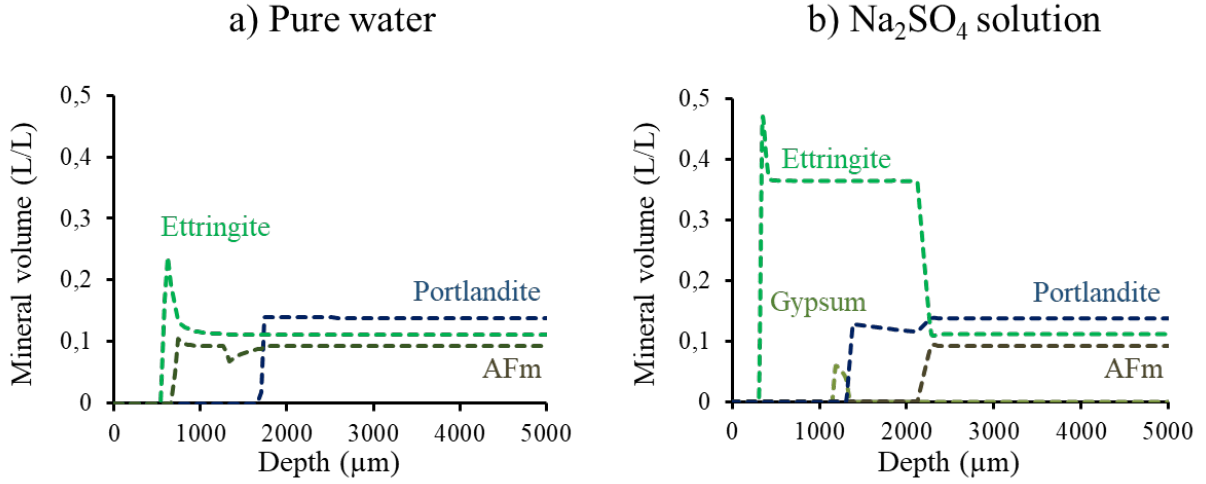 a) Pure water
Mineral volume (L/L)
0,5
0.4
0,3
0,2
0,1
0
Ettringite
Portlandite
AFm
0 1000 2000 3000 4000 5000
Depth (µm)
b) Na₂SO₄ solution
Mineral volume (L/L)
0,5
0,4
0,3
0,2
0,1
0
Ettringite
Gypsum
Portlandite
AFm
0 1000 2000 3000 4000 5000
Depth (µm)